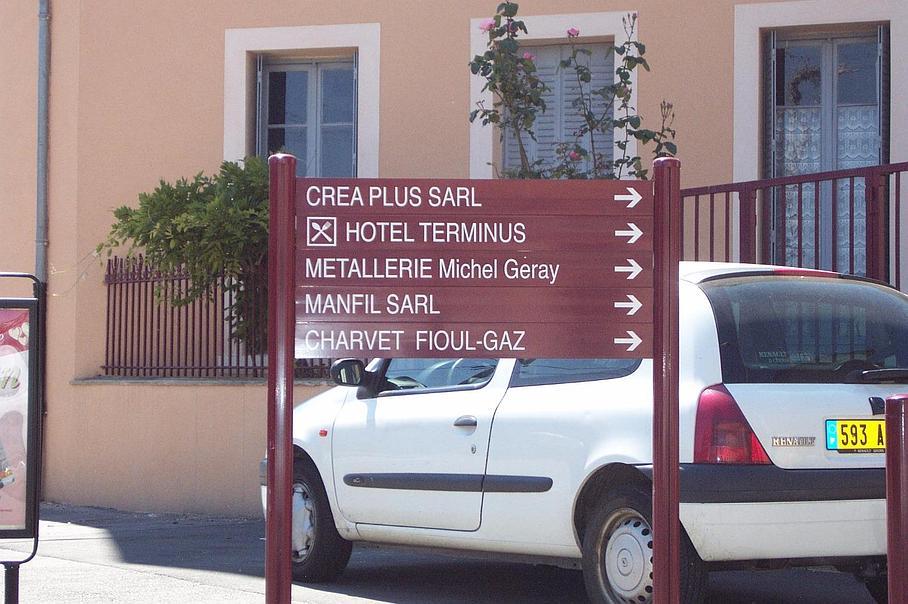 CREA PLUS SARL →
HOTEL TERMINUS →
METALLERIE Michel Geray →
MANFIL SARL →
CHARVET FIOUL-GAZ →
RENAULT
593 A